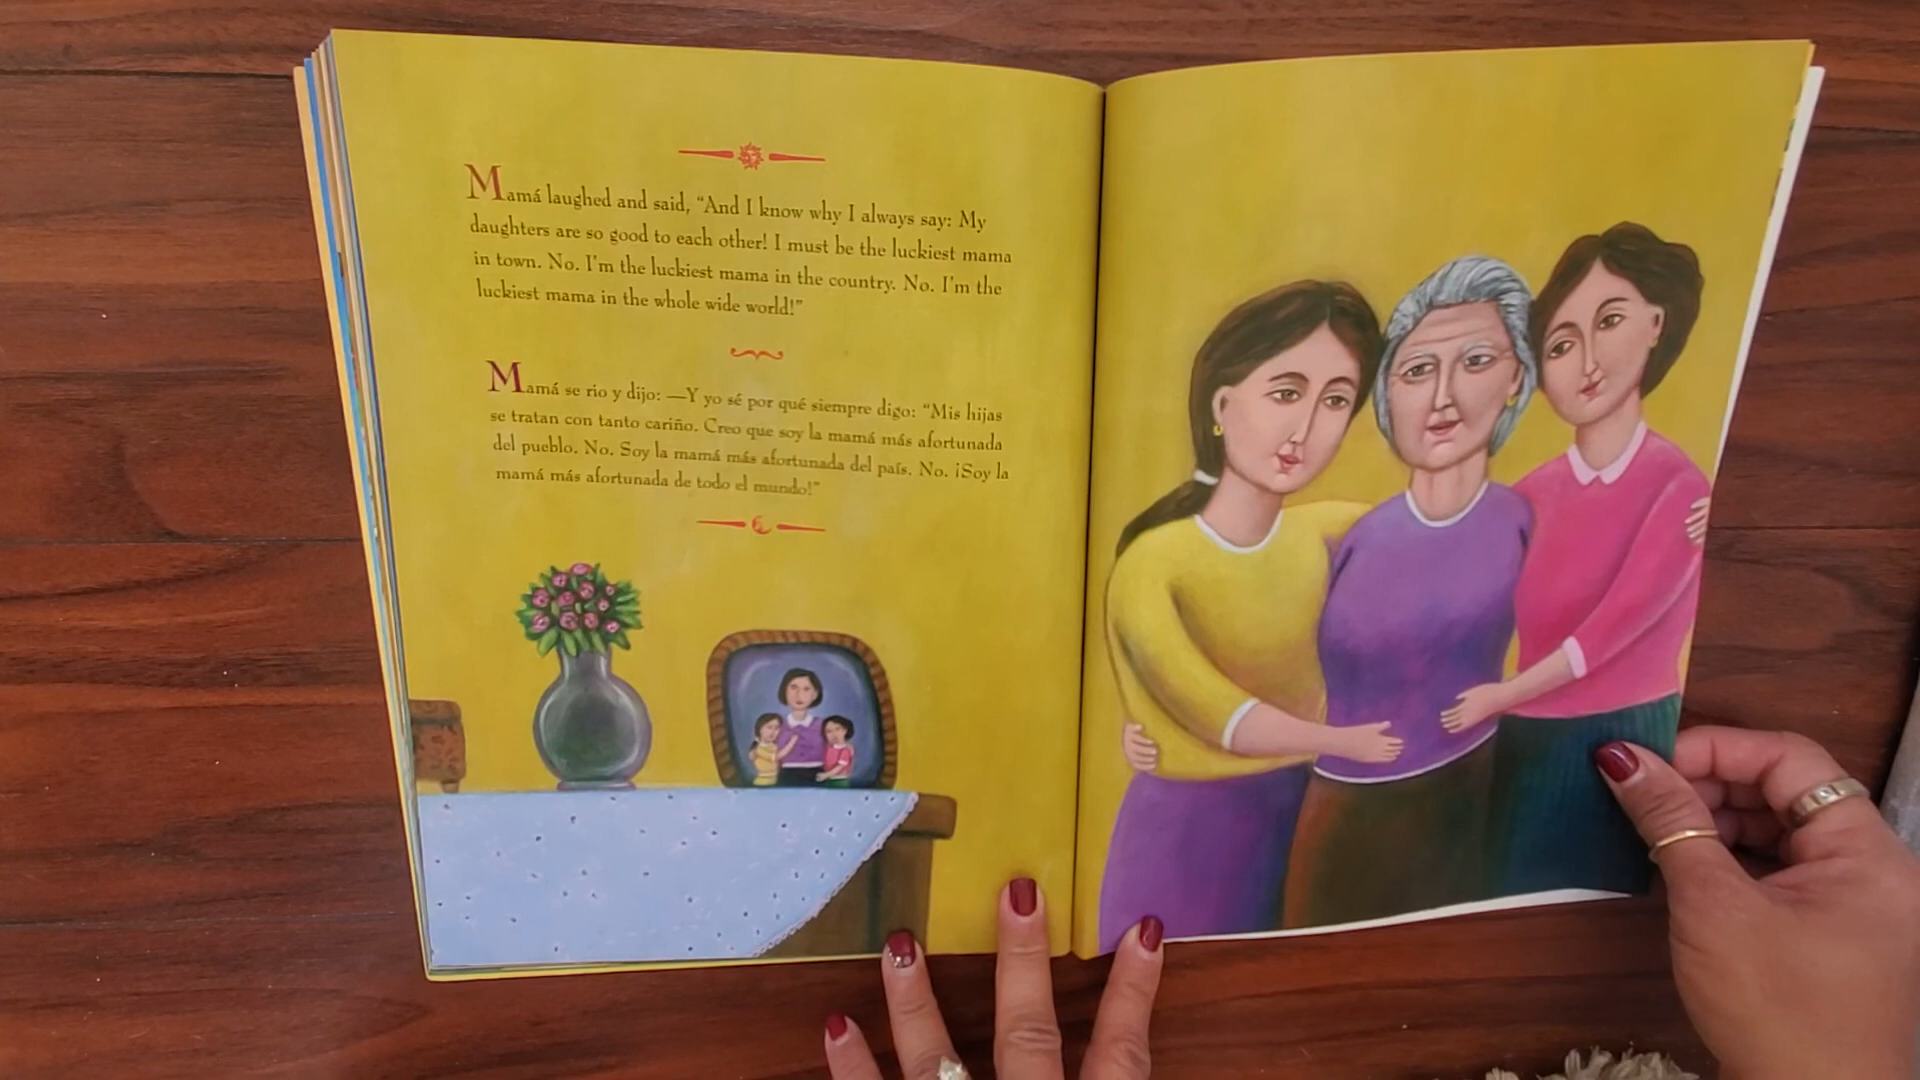 Mamá laughed and said, “And I know why I always say: My
daughters are so good to each other! I must be the luckiest mama
in town. No. I'm the luckiest mama in the country. No. I'm the
luckiest mama in the whole wide world!”
Mamá se rio y dijo: —Y yo sé por qué siempre digo: “Mis hijas
se tratan con tanto cariño. Creo que soy la mamá más afortunada
del pueblo. No. Soy la mamá más afortunada del país. No. ¡Soy la
mamá más afortunada de todo el mundo!”